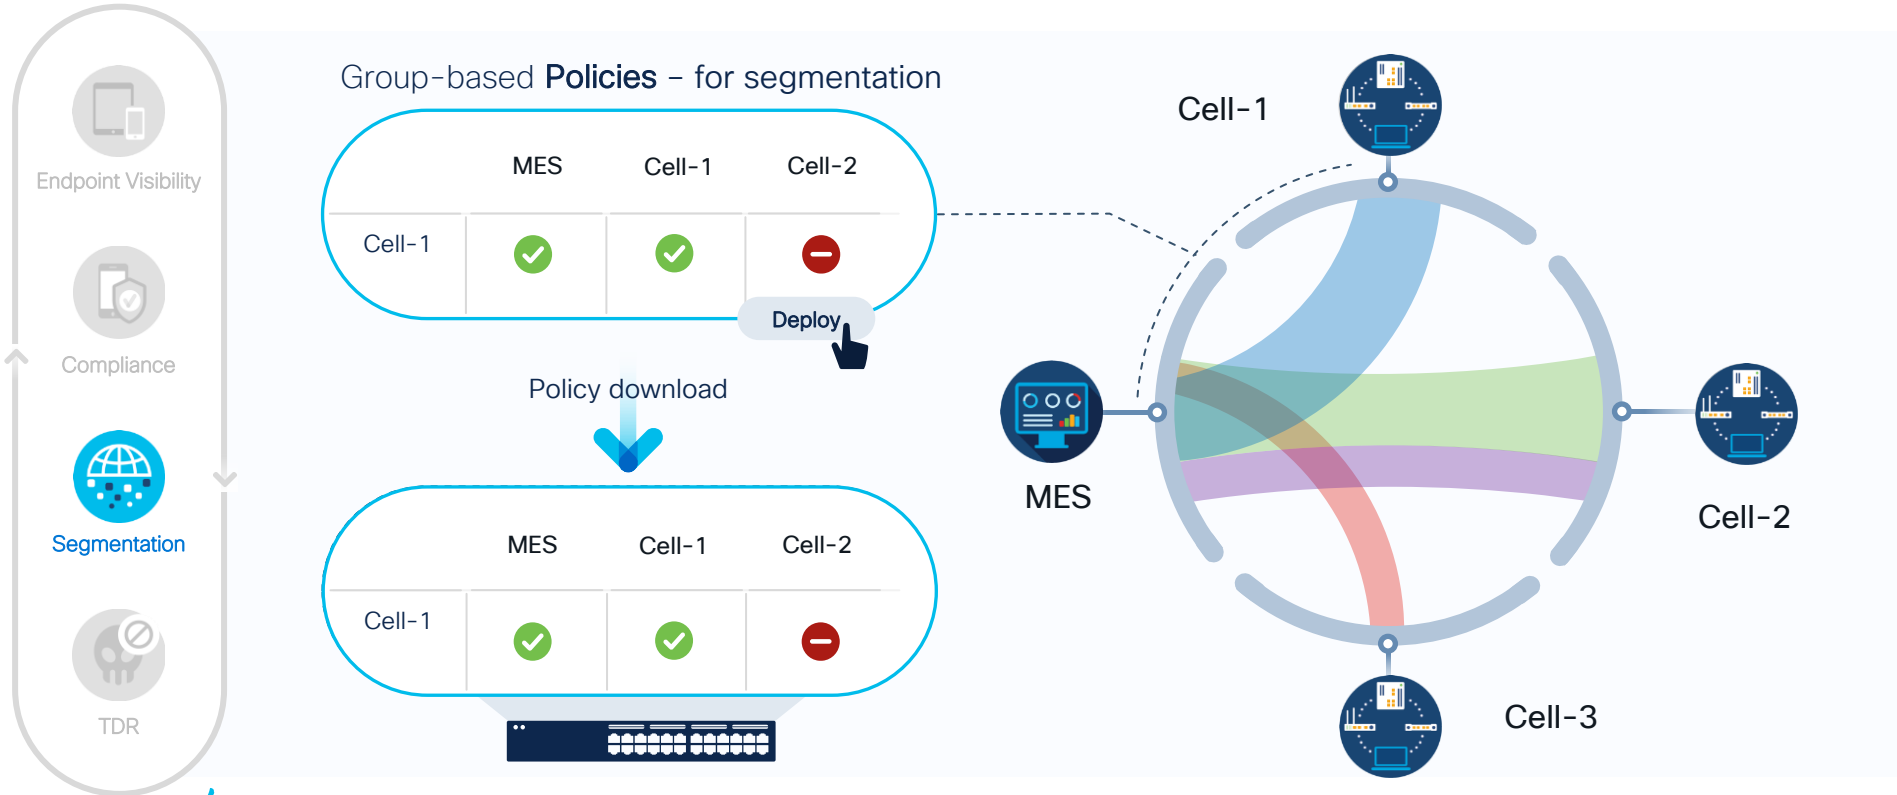 Group-based Policies - for segmentation
MES Cell-1 Cell-2
Cell-1
Deploy
Policy download
MES Cell-1 Cell-2
Cell-1
Endpoint Visibility
Compliance
Segmentation
TDR
Cell-1
MES
Cell-2
Cell-3